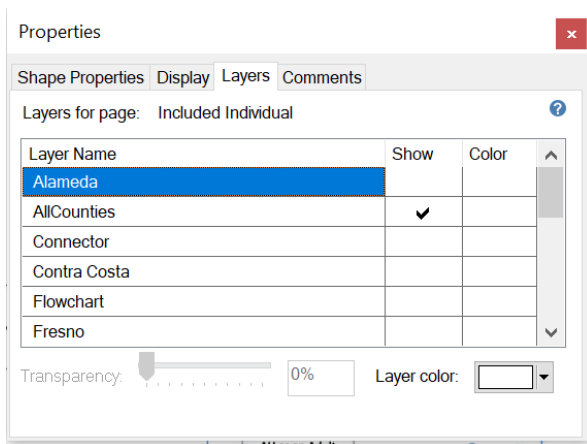 Properties
Shape Properties Display Layers Comments
Layers for page: Included Individual
Layer Name Show Color
Alameda
AllCounties
Connector
Contra Costa
Flowchart
Fresno
Transparency: 0% Layer color: